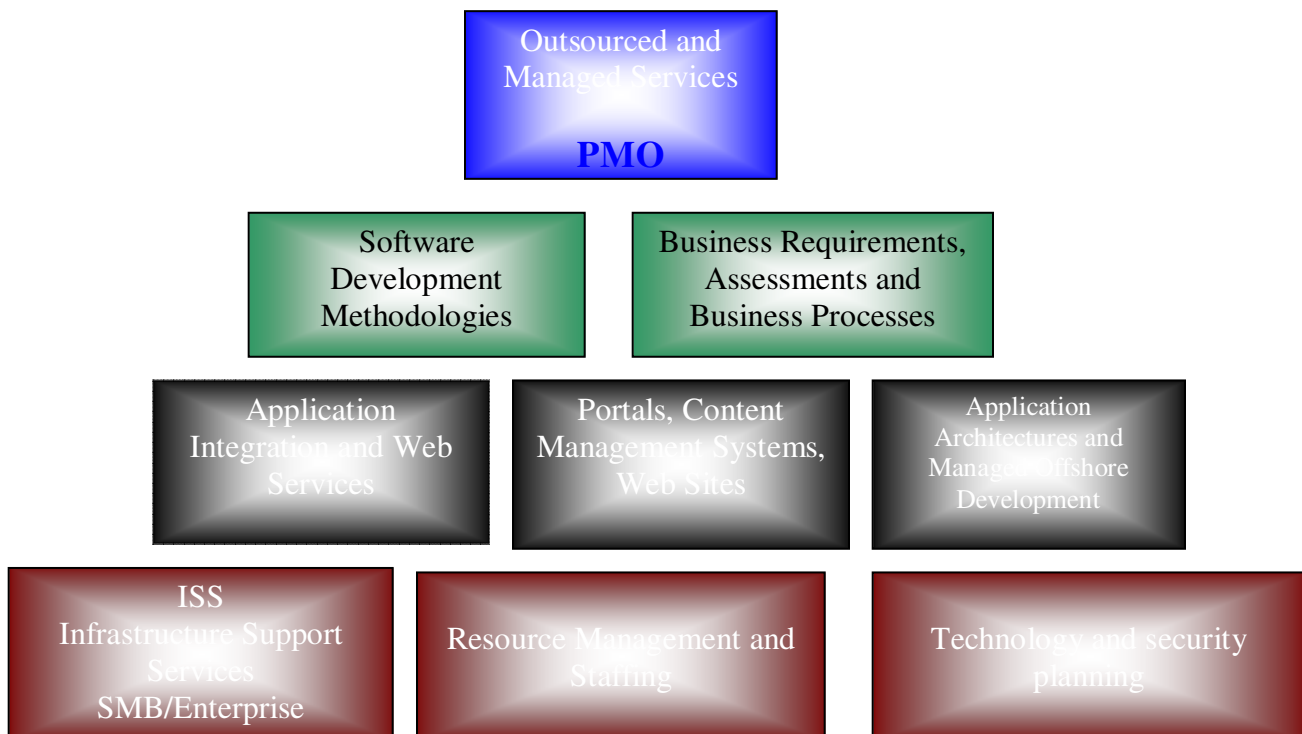 Outsourced and
Managed Services
PMO
Software
Development
Methodologies
Business Requirements,
Assessments and
Business Processes
Application
Integration and Web
Services
Portals, Content
Management Systems,
Web Sites
Application
Architectures and
Managed Offshore
Development
ISS
Infrastructure Support
Services
SMB/Enterprise
Resource Management and
Staffing
Technology and security
planning